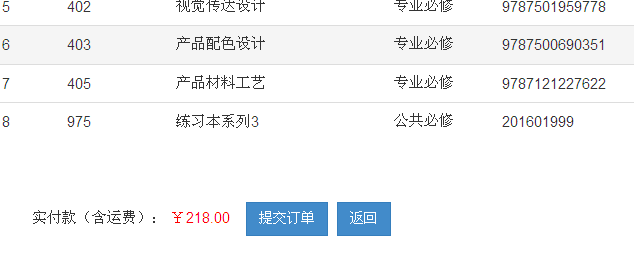 5 402 视觉传达设计 专业必修 9787501959778
6 403 产品配色设计 专业必修 9787500690351
7 405 产品材料工艺 专业必修 9787121227622
8 975 练习本系列3 公共必修 201601999
实付款（含运费）： ￥218.00 提交订单 返回